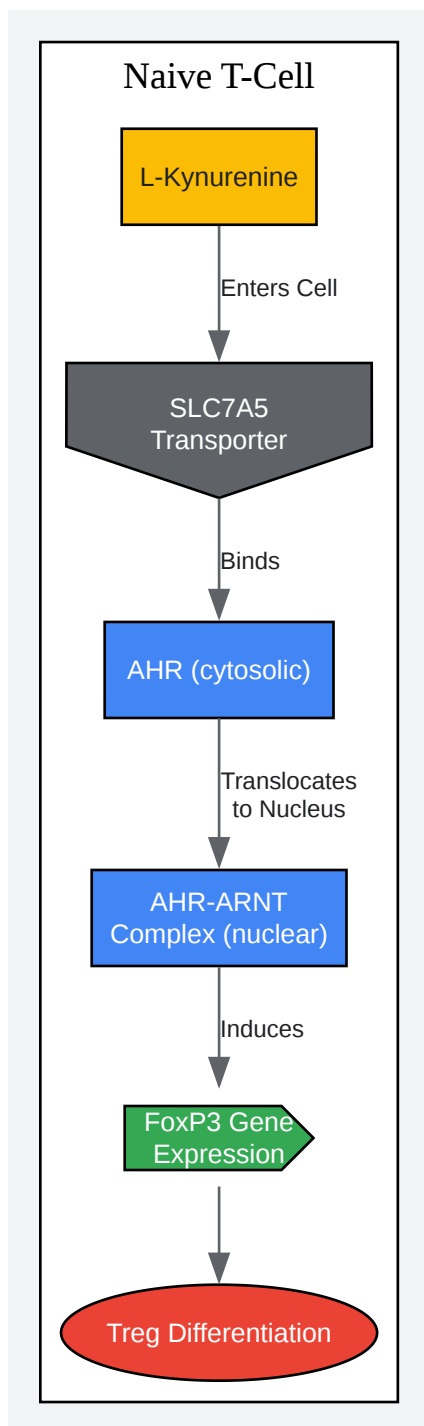 Naive T-Cell
L-Kynurenine
Enters Cell
SLC7A5
Transporter
Binds
AHR (cytosolic)
Translocates
to Nucleus
AHR-ARNT
Complex (nuclear)
Induces
FoxP3 Gene
Expression
Treg Differentiation